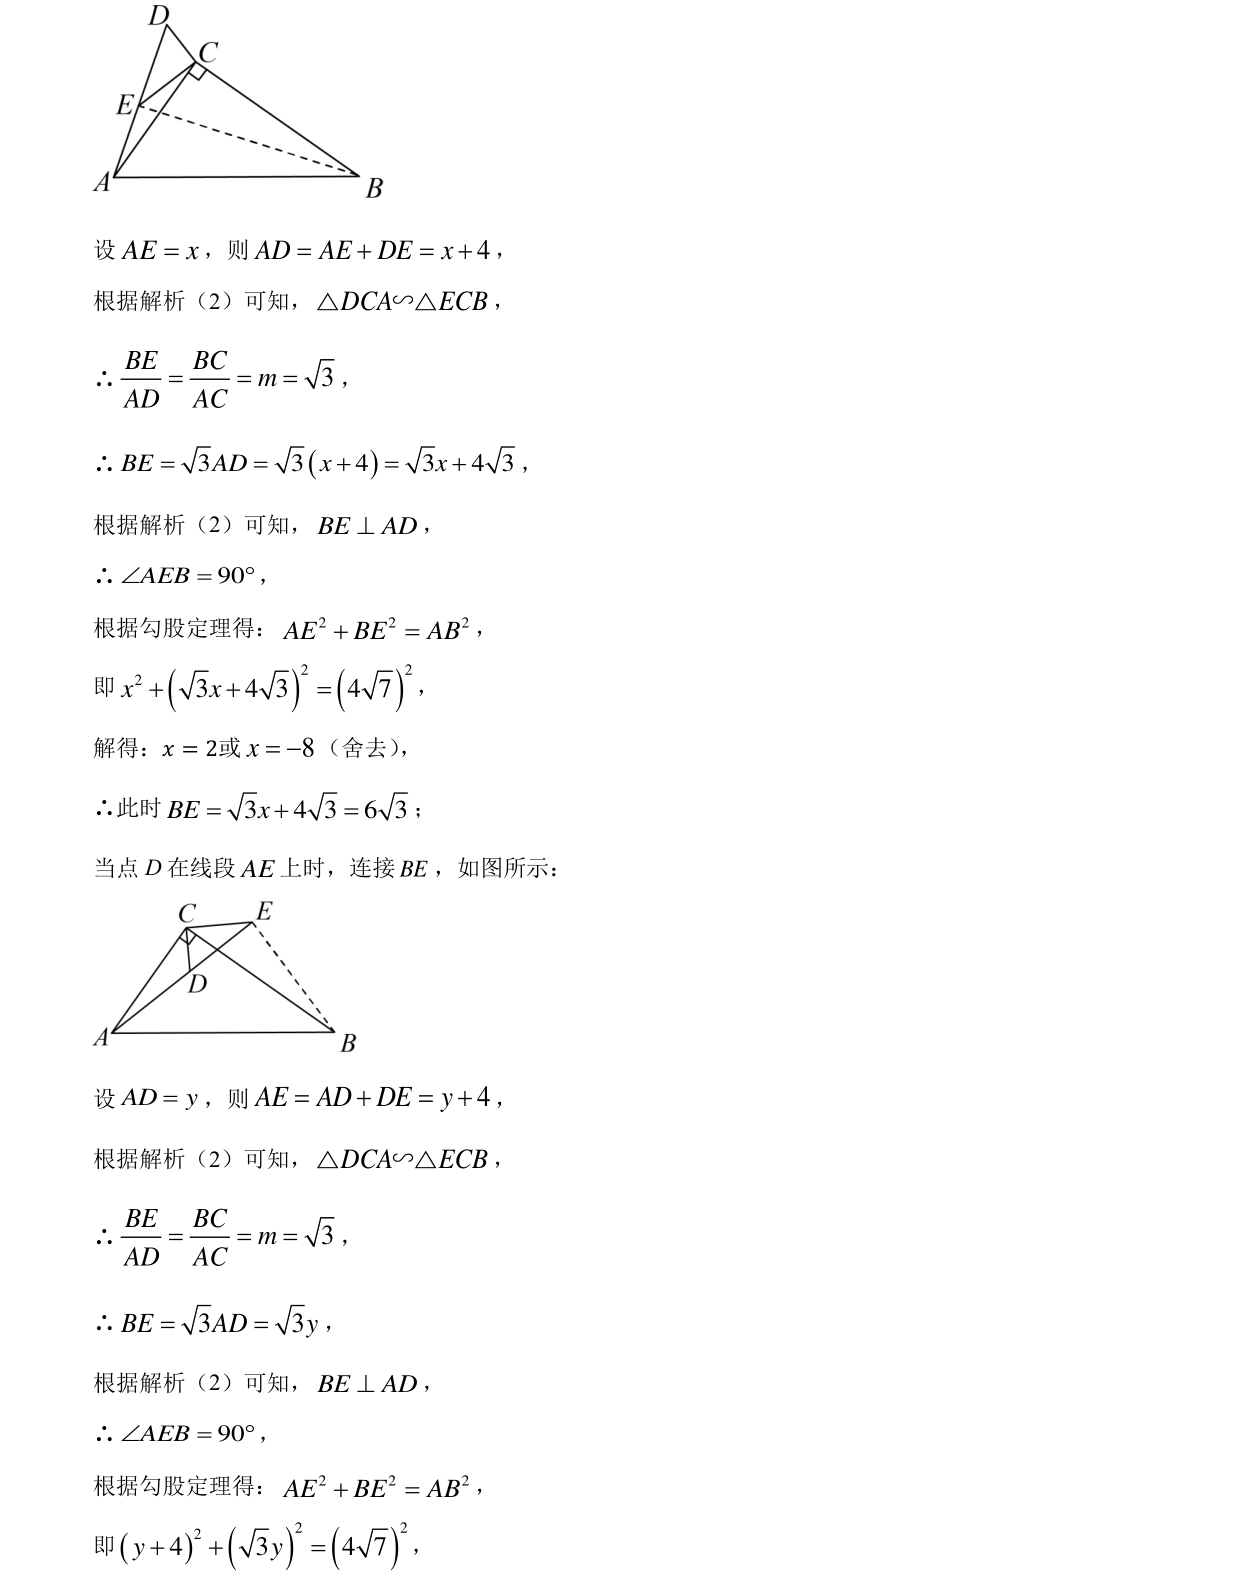 D
C
E
A
B
设 AE = x，则 AD = AE + DE = x + 4，
根据解析（2）可知，△DCA∽△ECB，
∴ BE/AD = BC/AC = m = √3，
∴ BE = √3AD = √3(x + 4) = √3x + 4√3，
根据解析（2）可知，BE ⊥ AD，
∴ ∠AEB = 90°，
根据勾股定理得：AE² + BE² = AB²，
即 x² + (√3x + 4√3)² = (4√7)²，
解得：x = 2或 x = −8（舍去），
∴此时 BE = √3x + 4√3 = 6√3；
当点 D 在线段 AE 上时，连接 BE，如图所示：
C
E
D
A
B
设 AD = y，则 AE = AD + DE = y + 4，
根据解析（2）可知，△DCA∽△ECB，
∴ BE/AD = BC/AC = m = √3，
∴ BE = √3AD = √3y，
根据解析（2）可知，BE ⊥ AD，
∴ ∠AEB = 90°，
根据勾股定理得：AE² + BE² = AB²，
即 (y + 4)² + (√3y)² = (4√7)²，